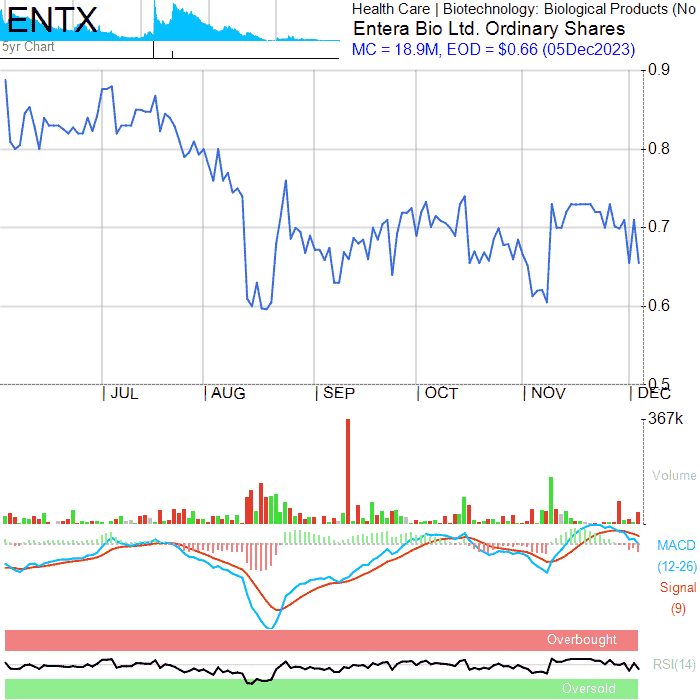 ENTX
5yr Chart
Health Care | Biotechnology: Biological Products (No
Entera Bio Ltd. Ordinary Shares
MC = 18.9M, EOD = $0.66 (05Dec2023)
0.9
0.8
0.7
0.6
0.5
JUL AUG SEP OCT NOV DEC
367k
Volume
MACD
(12-26)
Signal
(9)
Overbought
RSI(14)
Oversold